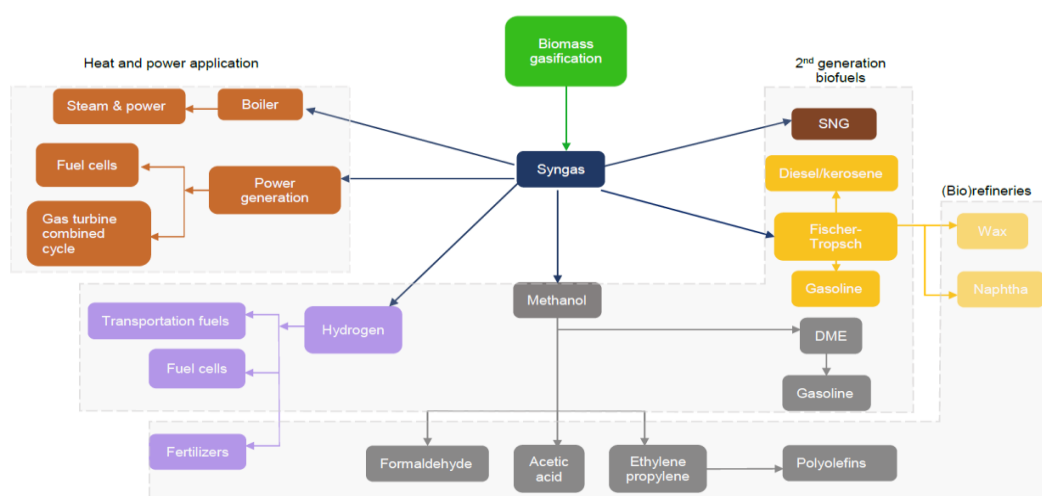 Biomass
gasification
Heat and power application
2nd generation
biofuels
Steam & power
Boiler
SNG
Fuel cells
Syngas
Diesel/kerosene
Power
generation
(Bio)refineries
Gas turbine
combined
cycle
Fischer-
Tropsch
Wax
Methanol
Gasoline
Naphtha
Transportation fuels
Hydrogen
DME
Fuel cells
Gasoline
Fertilizers
Formaldehyde
Acetic
acid
Ethylene
propylene
Polyolefins